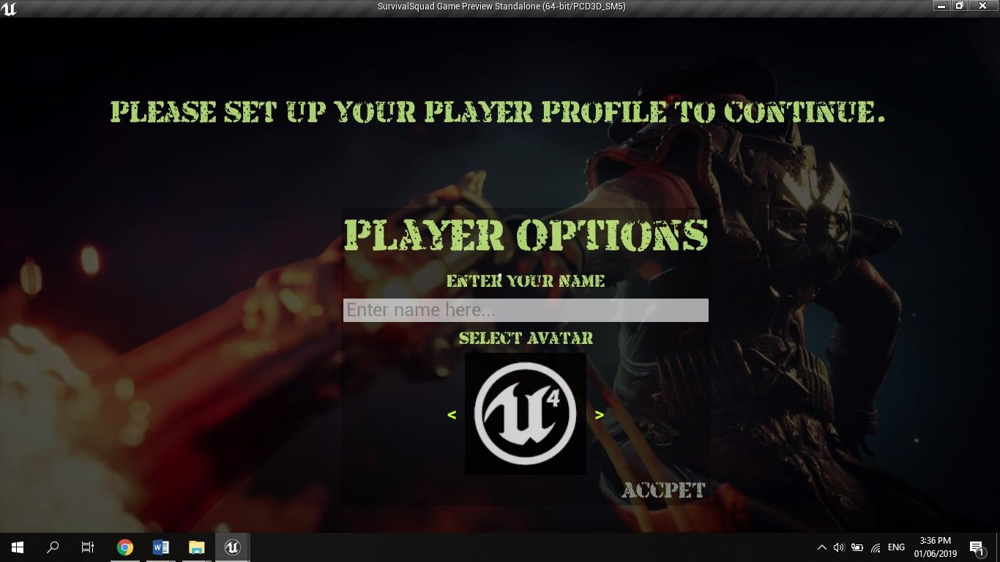 SurvivalSquad Game Preview Standalone (64-bit/PCD3D_SM5)
PLEASE SET UP YOUR PLAYER PROFILE TO CONTINUE.
PLAYER OPTIONS
ENTER YOUR NAME
Enter name here...
SELECT AVATAR
U4
< >
ACCPET
ENG
3:36 PM
01/06/2019
1